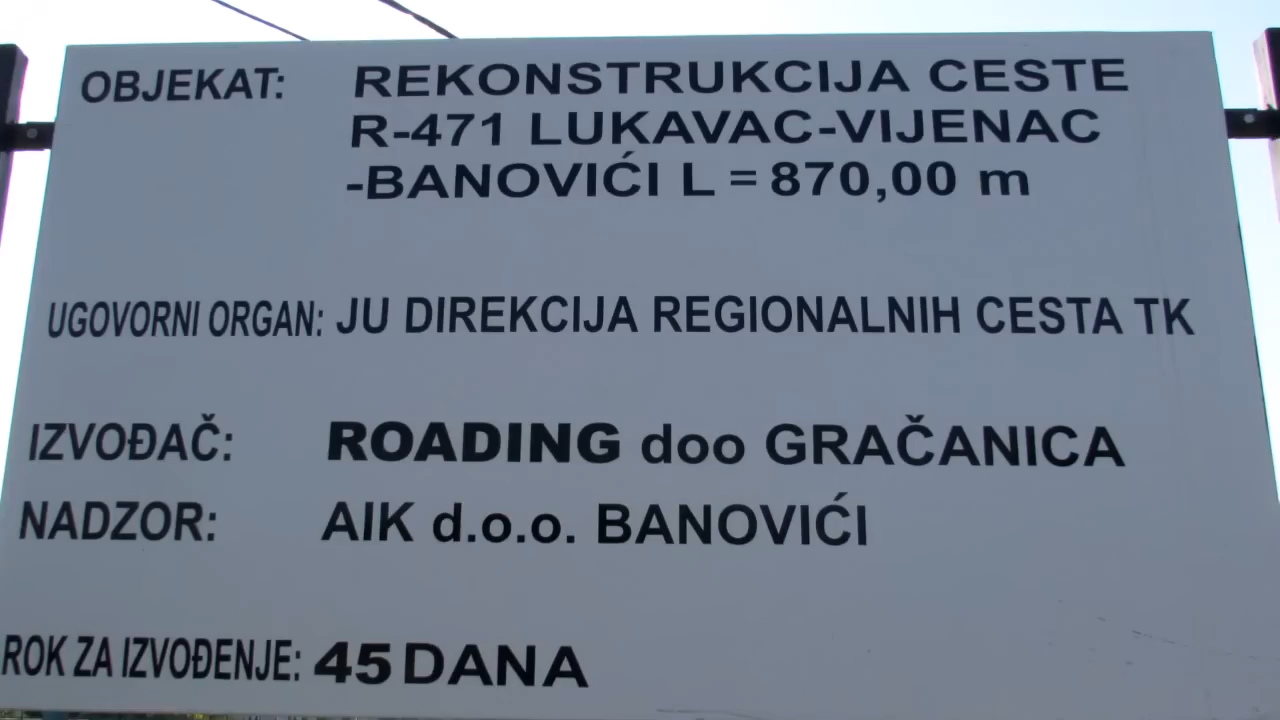 OBJEKAT: REKONSTRUKCIJA CESTE
R-471 LUKAVAC-VIJENAC
-BANOVIĆI L = 870,00 m
UGOVORNI ORGAN: JU DIREKCIJA REGIONALNIH CESTA TK
IZVOĐAČ: ROADING doo GRAČANICA
NADZOR: AIK d.o.o. BANOVIĆI
ROK ZA IZVOĐENJE: 45 DANA